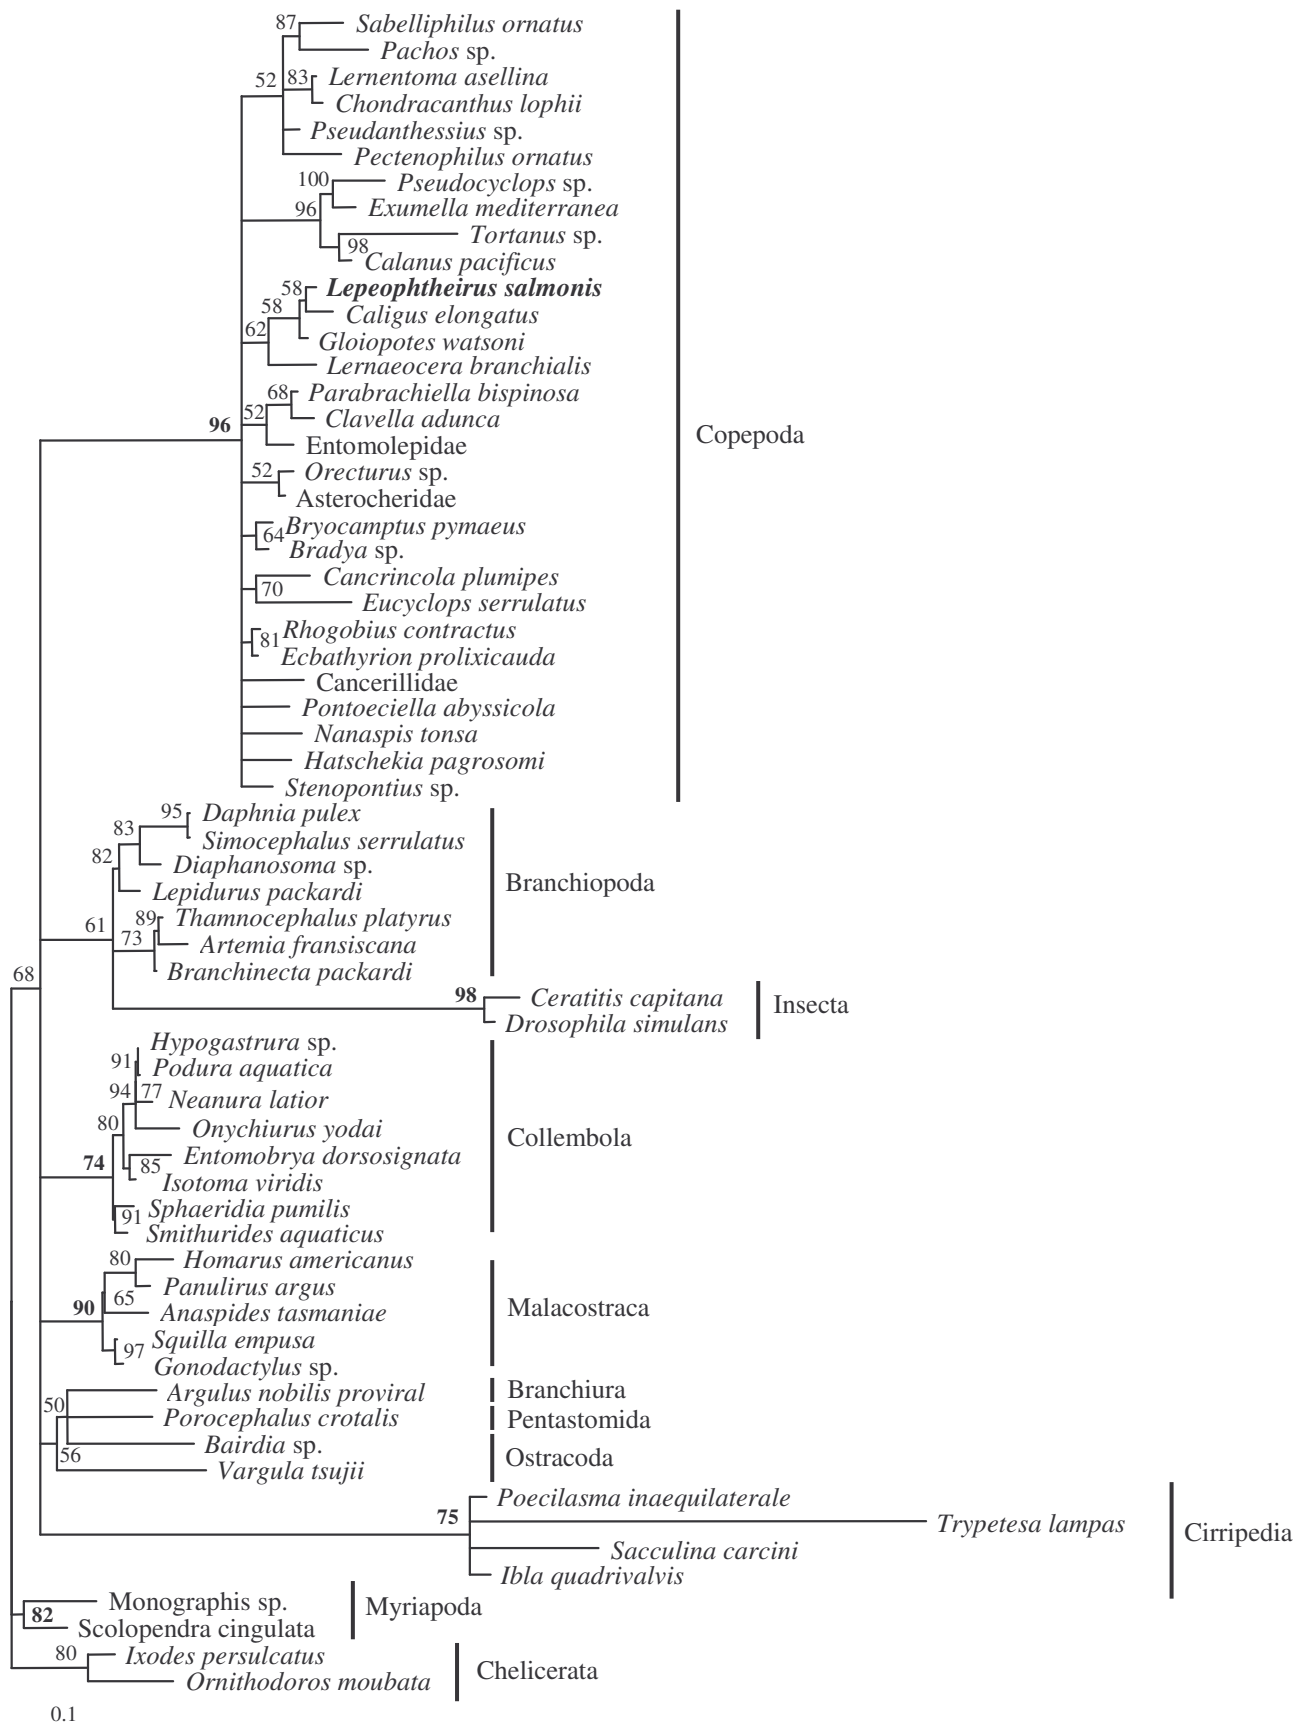 87 Sabelliphilus ornatus
Pachos sp.
52 83 Lernentoma asellina
Chondracanthus lophii
Pseudanthessius sp.
Pectenophilus ornatus
100 Pseudocyclops sp.
96 Exumella mediterranea
Tortanus sp.
98 Calanus pacificus
58 Lepeophtheirus salmonis
58 Caligus elongatus
62 Gloiopotes watsoni
Lernaeocera branchialis
68 Parabrachiella bispinosa
52 Clavella adunca
96 Copepoda
Entomolepidae
52 Orecturus sp.
Asterocheridae
Bryocamptus pymaeus
64
Bradya sp.
Cancrincola plumipes
70
Eucyclops serrulatus
Rhogobius contractus
81
Ecbathyrion prolixicauda
Cancerillidae
Pontoeciella abyssicola
Nanaspis tonsa
Hatschekia pagrosomi
Stenopontius sp.
95 Daphnia pulex
83 Simocephalus serrulatus
82 Diaphanosoma sp.
Branchiopoda
Lepidurus packardi
61 89 Thamnocephalus platyrus
73 Artemia fransiscana
Branchinecta packardi
68
98 Ceratitis capitana
Insecta
Drosophila simulans
Hypogastrura sp.
91 Podura aquatica
94 77 Neanura latior
80 Onychiurus yodai
Collembola
74 85 Entomobrya dorsosignata
Isotoma viridis
91 Sphaeridia pumilis
Smithurides aquaticus
80 Homarus americanus
Panulirus argus
90 65 Anaspides tasmaniae
Malacostraca
97 Squilla empusa
Gonodactylus sp.
50 Argulus nobilis proviral Branchiura
Porocephalus crotalis Pentastomida
56 Bairdia sp.
Ostracoda
Vargula tsujii
75 Poecilasma inaequilaterale
Trypetesa lampas
Cirripedia
Sacculina carcini
Ibla quadrivalvis
Monographis sp.
82 Myriapoda
Scolopendra cingulata
80 Ixodes persulcatus
Chelicerata
Ornithodoros moubata
0.1